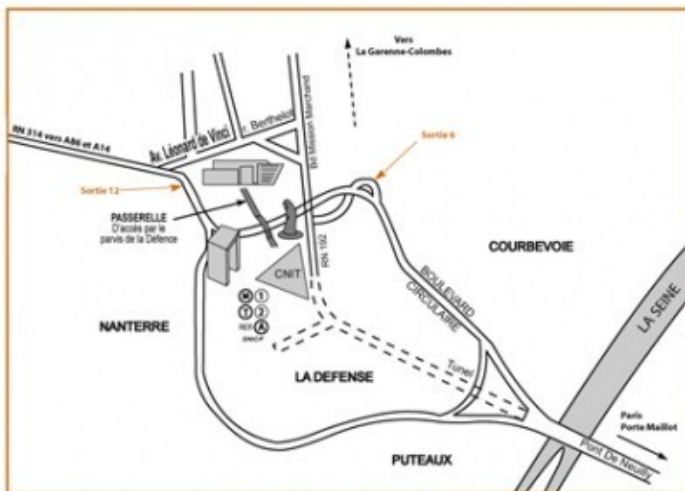 Vers
La Garenne-Colombes
RN 314 vers A86 et A14
Av. Léonard de Vinci
r. Berthelot
Bd Mission Marchand
Sortie 6
Sortie 12
PASSERELLE
D'accès par le
parvis de la Défence
COURBEVOIE
RN 192
CNIT
BOULEVARD
CIRCULAIRE
LA SEINE
M 1
T 2
RER A
SNCF
NANTERRE
LA DEFENSE
Tunel
Paris
Porte Maillot
Pont De Neuilly
PUTEAUX